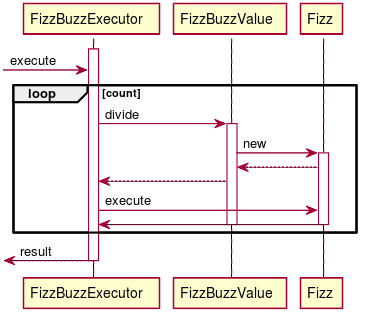 FizzBuzzExecutor FizzBuzzValue Fizz
execute
loop [count]
divide
new
execute
result
FizzBuzzExecutor FizzBuzzValue Fizz